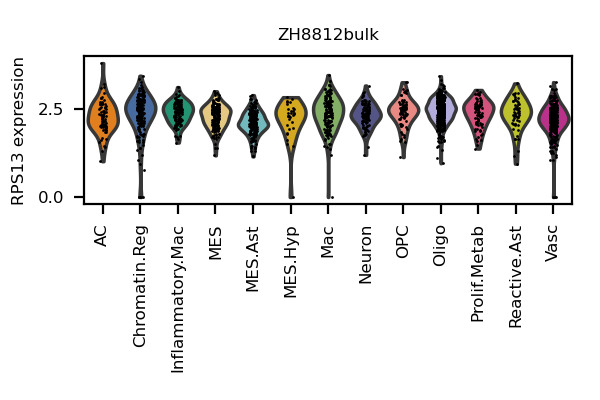 ZH8812bulk
RPS13 expression
2.5
0.0
AC
Chromatin.Reg
Inflammatory.Mac
MES
MES.Ast
MES.Hyp
Mac
Neuron
OPC
Oligo
Prolif.Metab
Reactive.Ast
Vasc